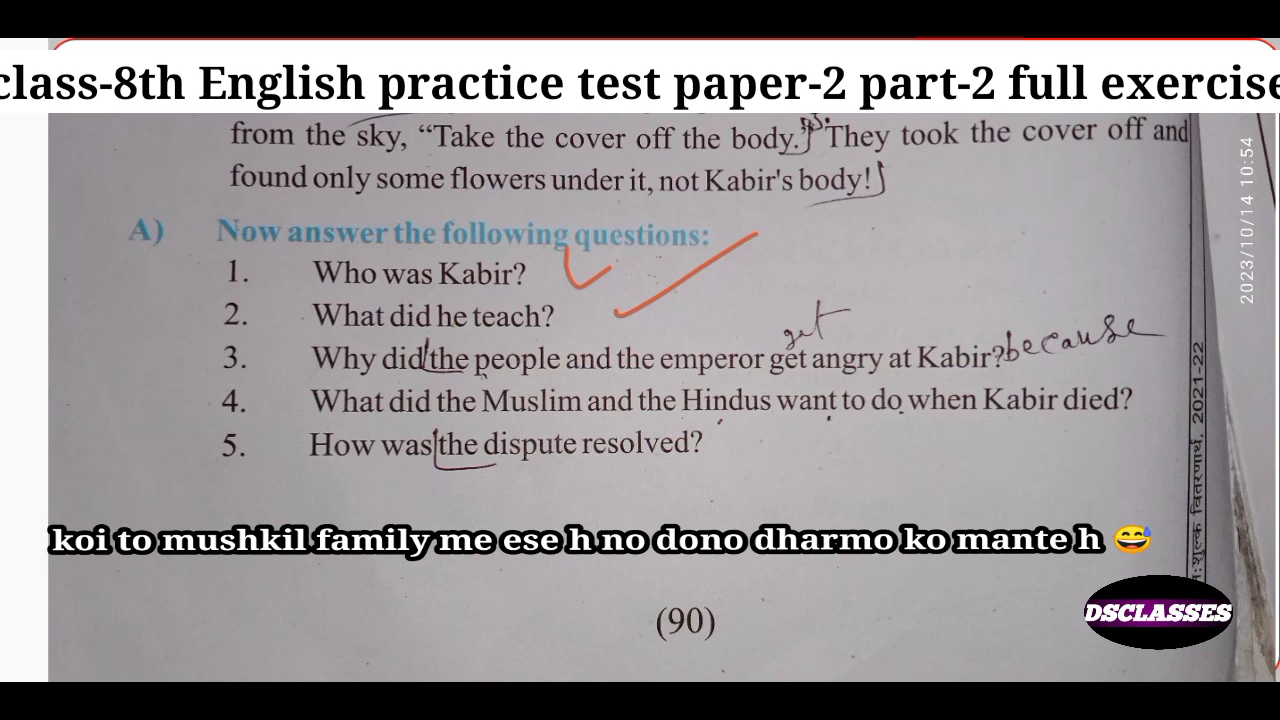 class-8th English practice test paper-2 part-2 full exercise
from the sky, “Take the cover off the body.” They took the cover off and
found only some flowers under it, not Kabir's body!
A) Now answer the following questions:
1. Who was Kabir?
2. What did he teach?
get
3. Why did the people and the emperor get angry at Kabir? because
4. What did the Muslim and the Hindus want to do when Kabir died?
5. How was the dispute resolved?
koi to mushkil family me ese h no dono dharmo ko mante h 😅
(90)
DSCLASSES
2023/10/14 10:54
:शुल्क वितरणार्थ, 2021-22